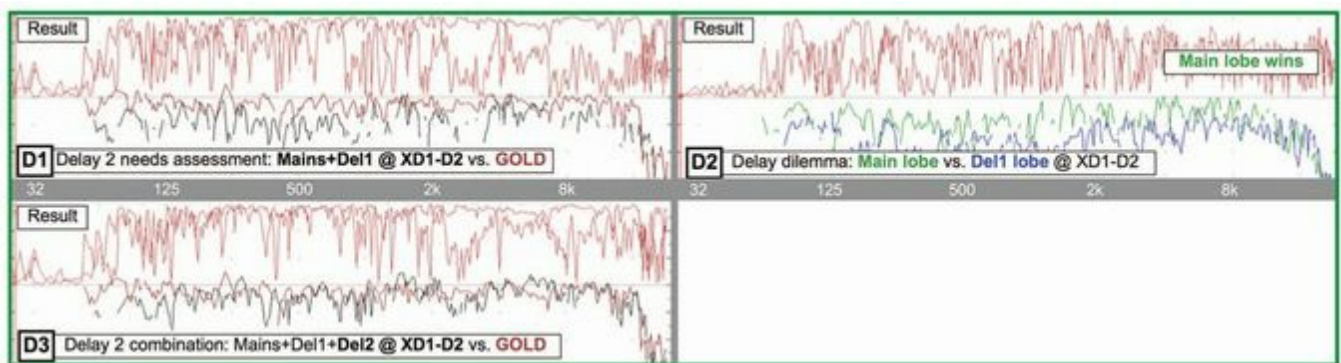 Result
D1 Delay 2 needs assessment: Mains+Del1 @ XD1-D2 vs. GOLD
Result
Main lobe wins
D2 Delay dilemma: Main lobe vs. Del1 lobe @ XD1-D2
32 125 500 2k 8k
32 125 500 2k 8k
Result
D3 Delay 2 combination: Mains+Del1+Del2 @ XD1-D2 vs. GOLD